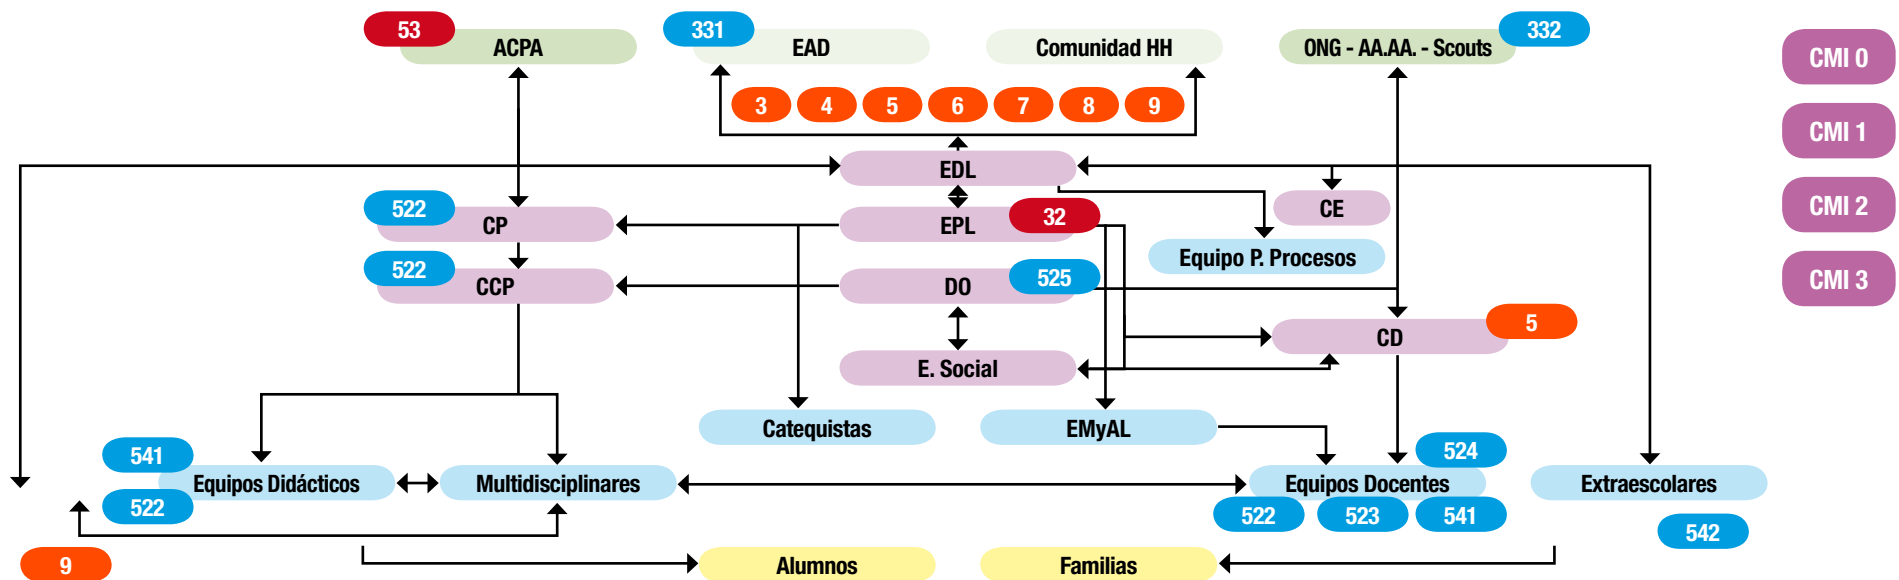 53
ACPA
331
EAD
Comunidad HH
ONG - AA.AA. - Scouts
332
CMI 0
3
4
5
6
7
8
9
CMI 1
EDL
522
CP
EPL
32
CE
CMI 2
Equipo P. Procesos
522
CCP
DO
525
CMI 3
CD
5
E. Social
Catequistas
EMyAL
541
524
Equipos Didácticos
Multidisciplinares
Equipos Docentes
Extraescolares
522
522
523
541
542
9
Alumnos
Familias